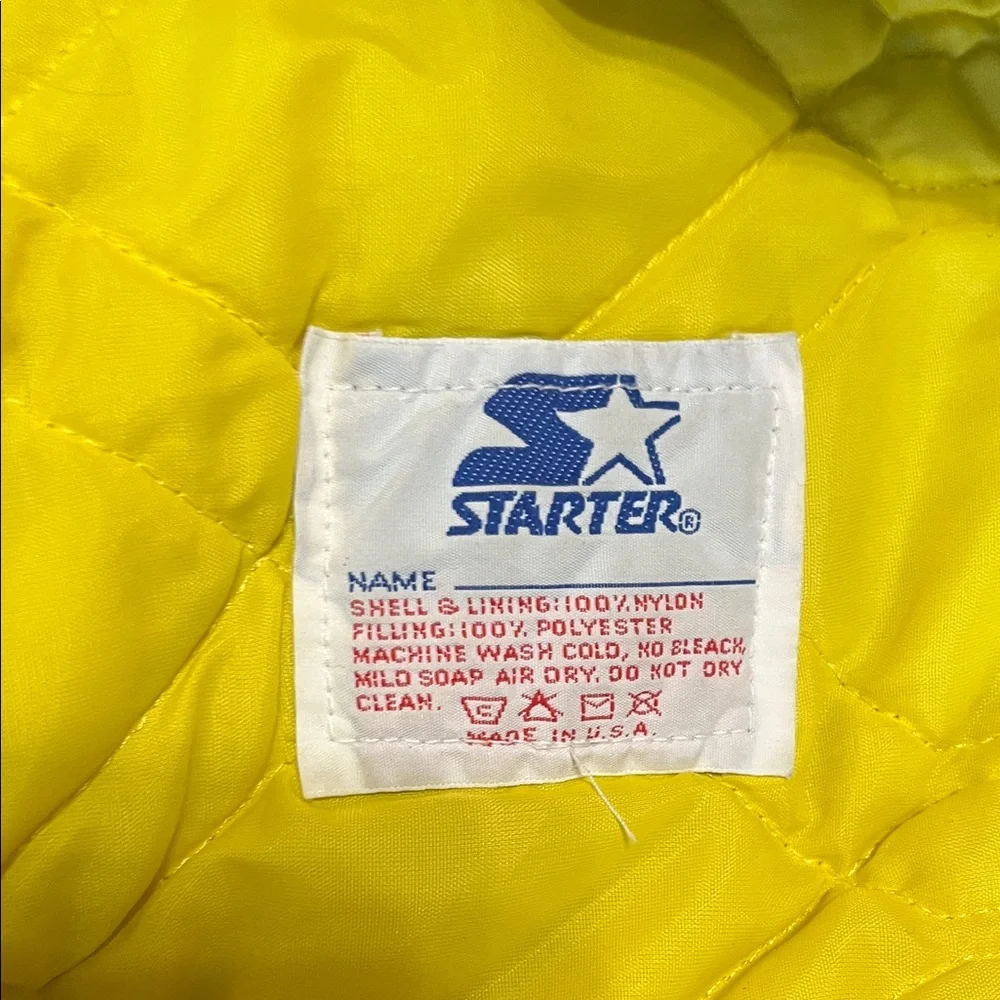 STARTER®
NAME
SHELL & LINING:100% NYLON
FILLING:100% POLYESTER
MACHINE WASH COLD, NO BLEACH,
MILD SOAP AIR DRY. DO NOT DRY
CLEAN. C
MADE IN U.S.A.